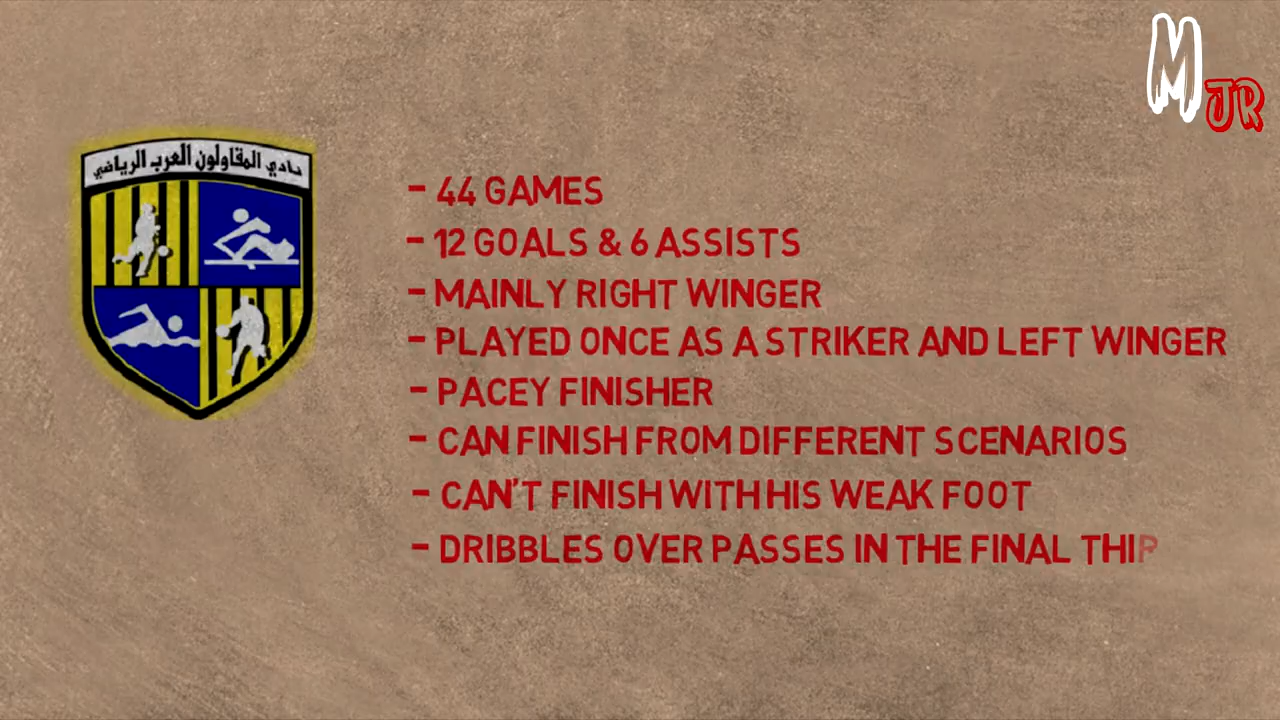 M JR
نادي المقاولون العرب الرياضي
- 44 GAMES
- 12 GOALS & 6 ASSISTS
- MAINLY RIGHT WINGER
- PLAYED ONCE AS A STRIKER AND LEFT WINGER
- PACEY FINISHER
- CAN FINISH FROM DIFFERENT SCENARIOS
- CAN'T FINISH WITH HIS WEAK FOOT
- DRIBBLES OVER PASSES IN THE FINAL THIR